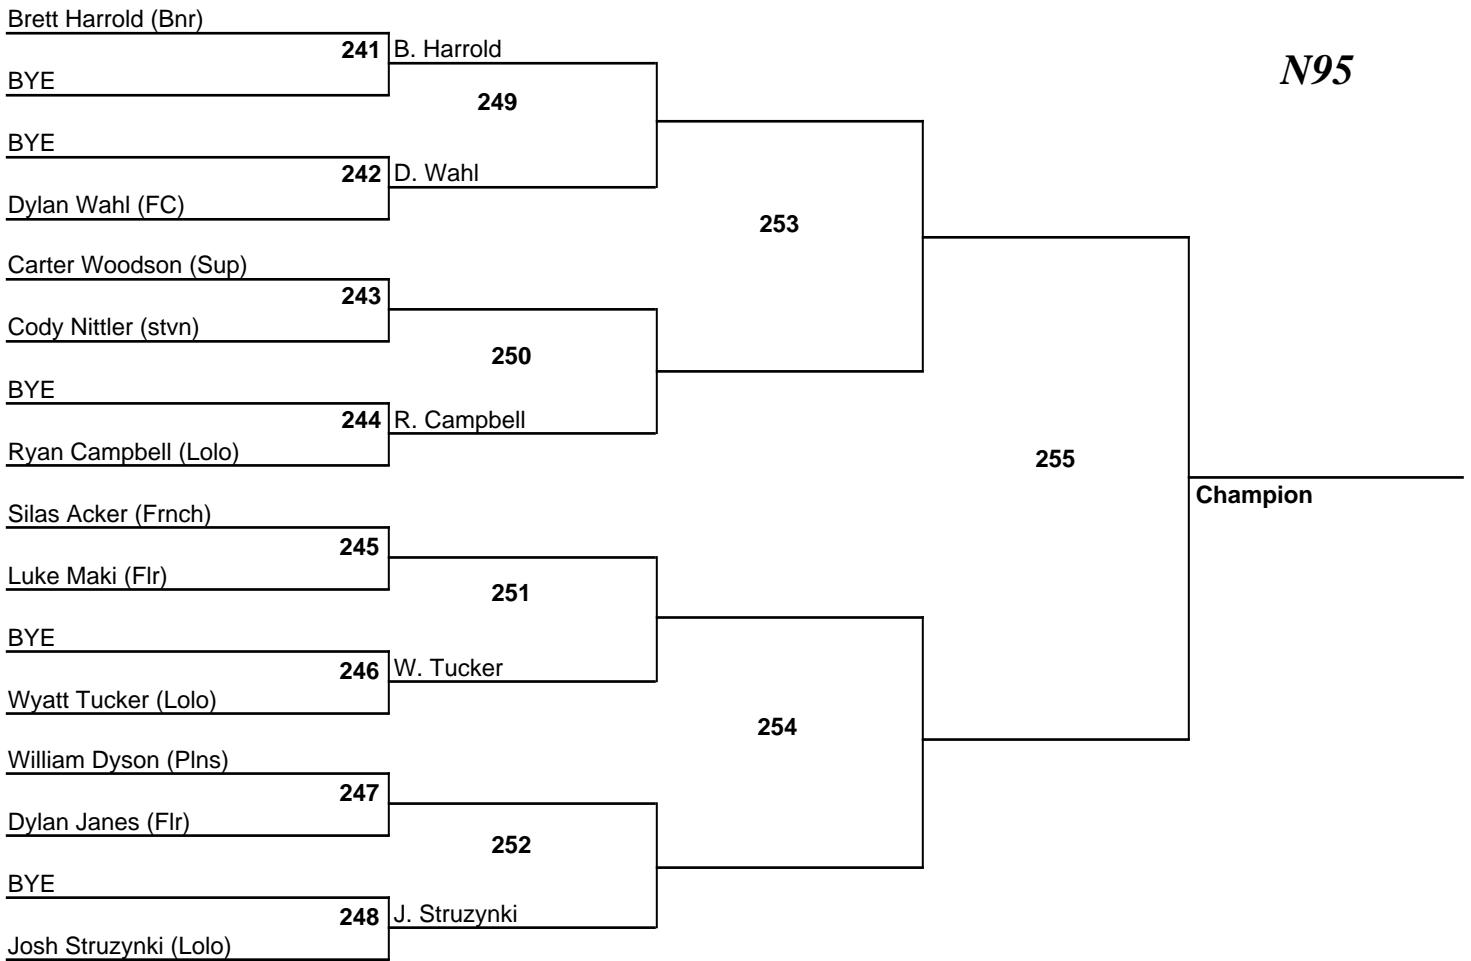 Brett Harrold (Bnr)
241 B. Harrold
N95
BYE
249
BYE
242 D. Wahl
Dylan Wahl (FC)
253
Carter Woodson (Sup)
243
Cody Nittler (stvn)
250
BYE
244 R. Campbell
Ryan Campbell (Lolo)
255
Champion
Silas Acker (Frnch)
245
Luke Maki (Flr)
251
BYE
246 W. Tucker
Wyatt Tucker (Lolo)
254
William Dyson (Plns)
247
Dylan Janes (Flr)
252
BYE
248 J. Struzynki
Josh Struzynki (Lolo)